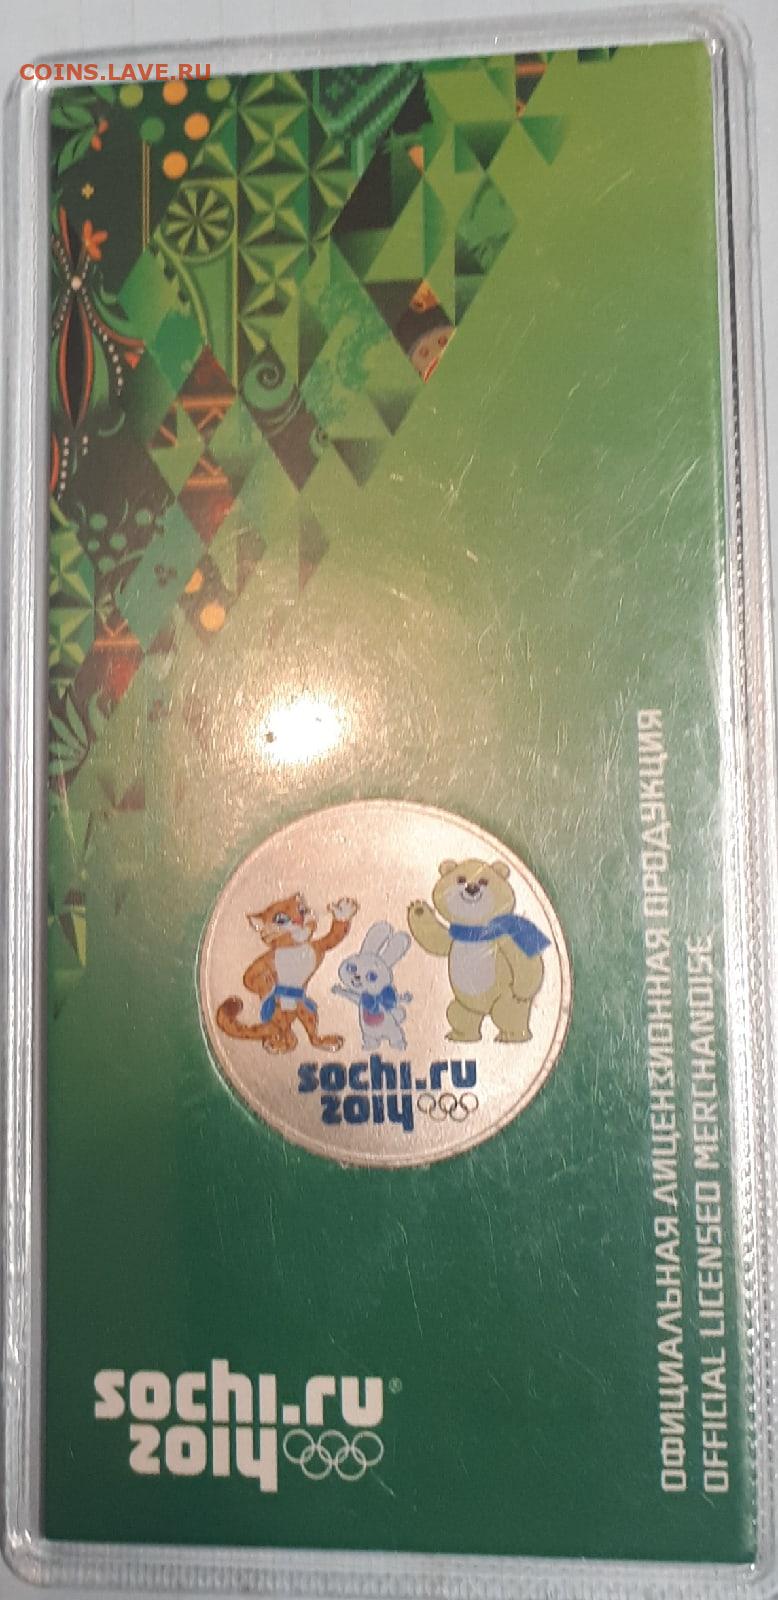 COINS.LAVE.RU
sochi.ru
2014
sochi.ru®
2014
ОФИЦИАЛЬНАЯ ЛИЦЕНЗИОННАЯ ПРОДУКЦИЯ
OFFICIAL LICENSED MERCHANDISE